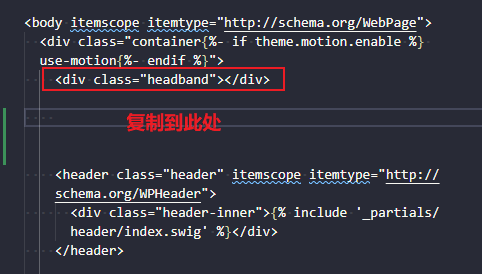 <body itemscope itemtype="http://schema.org/WebPage">
<div class="container{%- if theme.motion.enable %}
use-motion{%- endif %}">
<div class="headband"></div>
复制到此处
<header class="header" itemscope itemtype="http://
schema.org/WPHeader">
<div class="header-inner">{% include '_partials/
header/index.swig' %}</div>
</header>